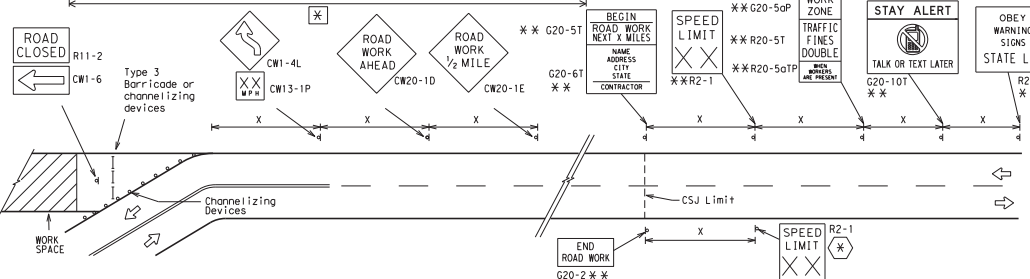 ROAD
CLOSED
R11-2
CW1-6
Type 3
Barricade or
channelizing
devices
CW1-4L
XX
MPH
CW13-1P
*
ROAD
WORK
AHEAD
CW20-1D
ROAD
WORK
1/2 MILE
CW20-1E
** G20-5T
BEGIN
ROAD WORK
NEXT X MILES
G20-6T
**
NAME
ADDRESS
CITY
STATE
CONTRACTOR
SPEED
LIMIT
XX
**R2-1
**G20-5aP
WORK
ZONE
**R20-5T
TRAFFIC
FINES
DOUBLE
**R20-5aTP
WHEN
WORKERS
ARE PRESENT
STAY ALERT
TALK OR TEXT LATER
G20-10T
**
OBEY
WARNING
SIGNS
STATE L
R2
*
X
X
X
X
X
X
X
Channelizing
Devices
WORK
SPACE
CSJ Limit
END
ROAD WORK
G20-2 **
X
SPEED
LIMIT
XX
R2-1
*